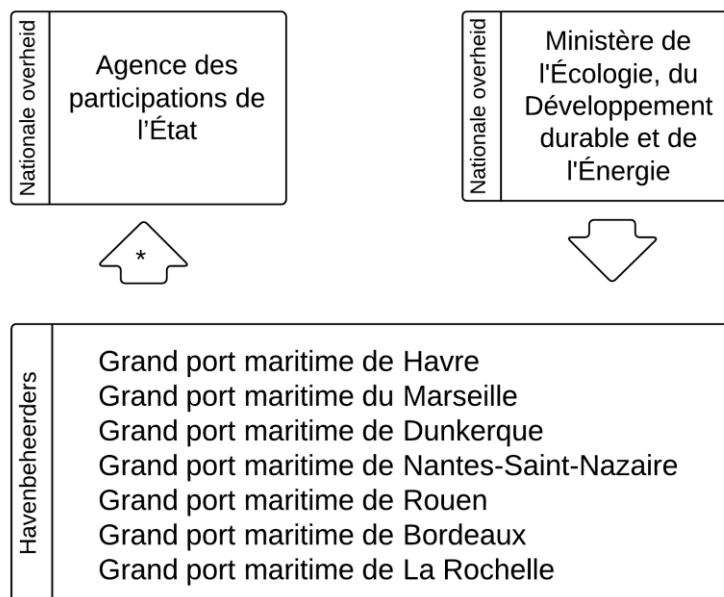 Nationale overheid
Agence des
participations de
l’État
Nationale overheid
Ministère de
l'Écologie, du
Développement
durable et de
l'Énergie
*
Havenbeheerders
Grand port maritime de Havre
Grand port maritime du Marseille
Grand port maritime de Dunkerque
Grand port maritime de Nantes-Saint-Nazaire
Grand port maritime de Rouen
Grand port maritime de Bordeaux
Grand port maritime de La Rochelle